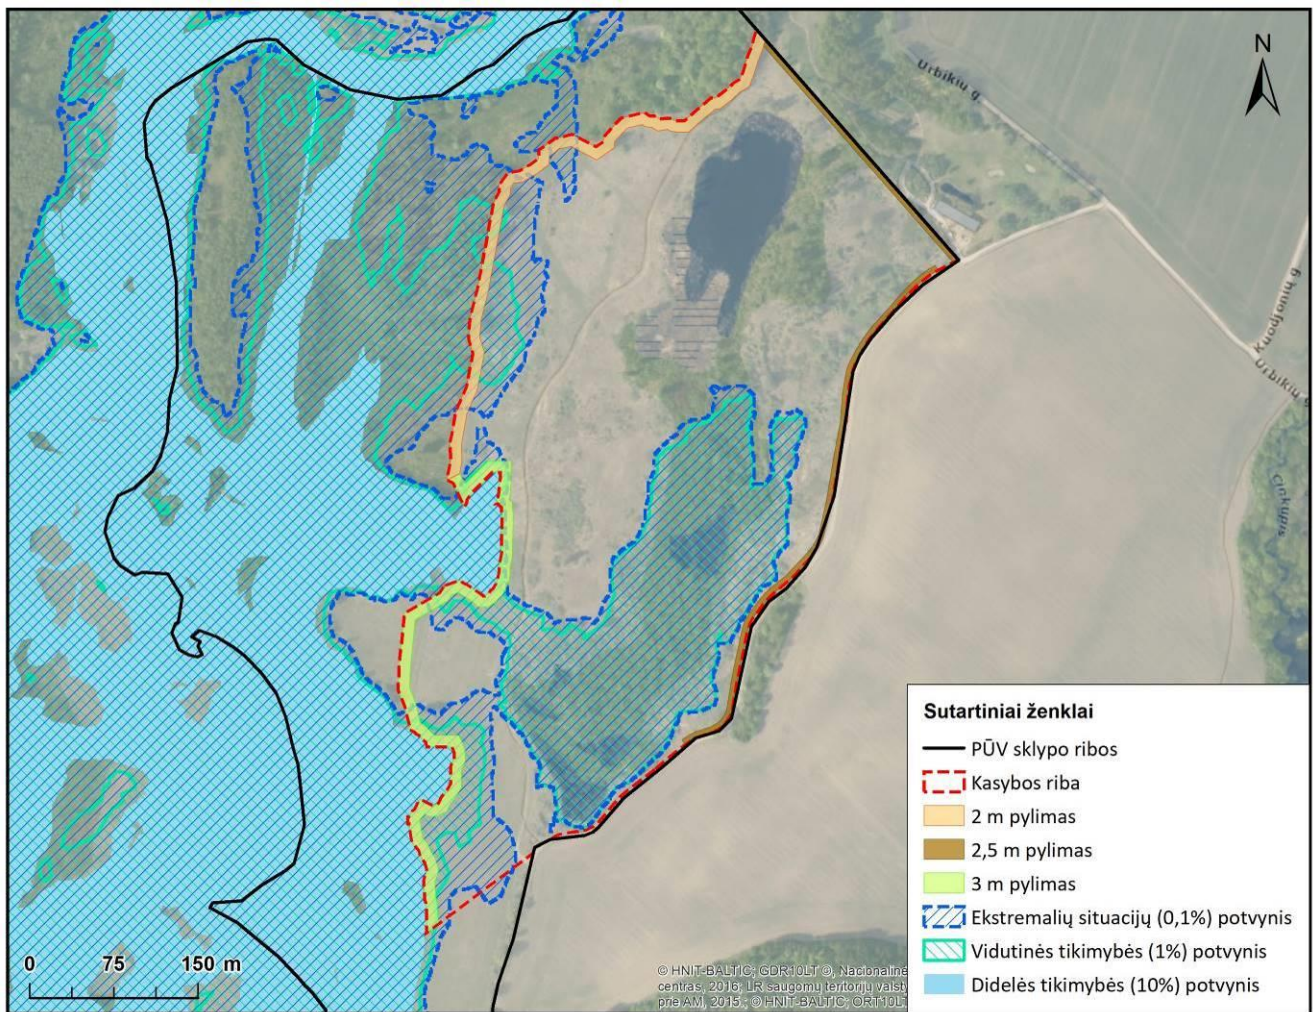 N
Urbikių g.
Kuodjonių g.
Urbikių g.
Cinkupis
Sutartiniai ženklai
PŪV sklypo ribos
Kasybos riba
2 m pylimas
2,5 m pylimas
3 m pylimas
Ekstremalių situacijų (0,1%) potvynis
Vidutinės tikimybės (1%) potvynis
Didelės tikimybės (10%) potvynis
0 75 150 m
© HNIT-BALTIC; GDR10LT ©, Nacionalinė
centras, 2016; LR saugomų teritorijų valsty
prie AM, 2015.; © HNIT-BALTIC; ORT10LT